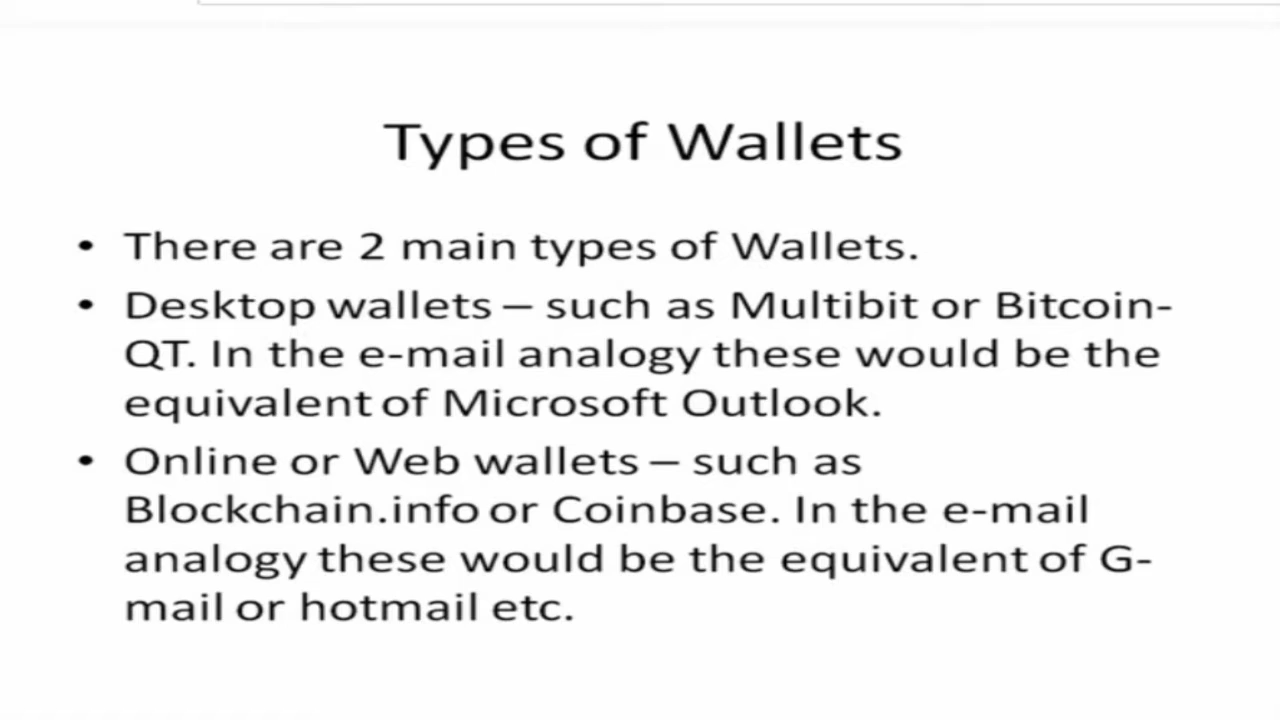 Types of Wallets
• There are 2 main types of Wallets.
• Desktop wallets – such as Multibit or Bitcoin-
QT. In the e-mail analogy these would be the
equivalent of Microsoft Outlook.
• Online or Web wallets – such as
Blockchain.info or Coinbase. In the e-mail
analogy these would be the equivalent of G-
mail or hotmail etc.